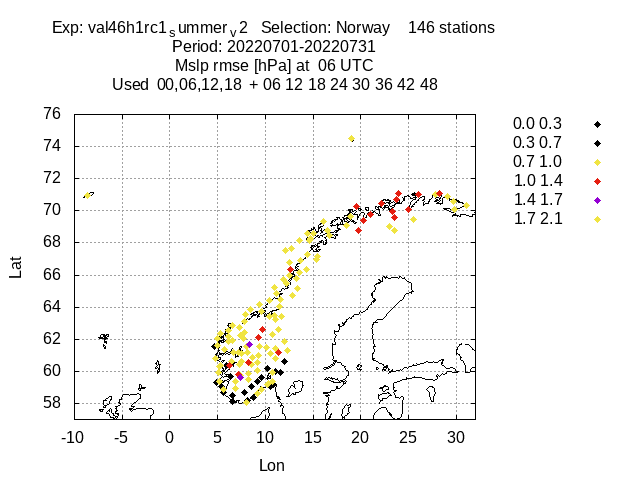 Exp: val46h1rc1summerv2 Selection: Norway 146 stations
Period: 20220701-20220731
Mslp rmse [hPa] at 06 UTC
Used 00,06,12,18 + 06 12 18 24 30 36 42 48
76
74
72
70
68
66
64
62
60
58
Lat
-10 -5 0 5 10 15 20 25 30
Lon
0.0 0.3
0.3 0.7
0.7 1.0
1.0 1.4
1.4 1.7
1.7 2.1